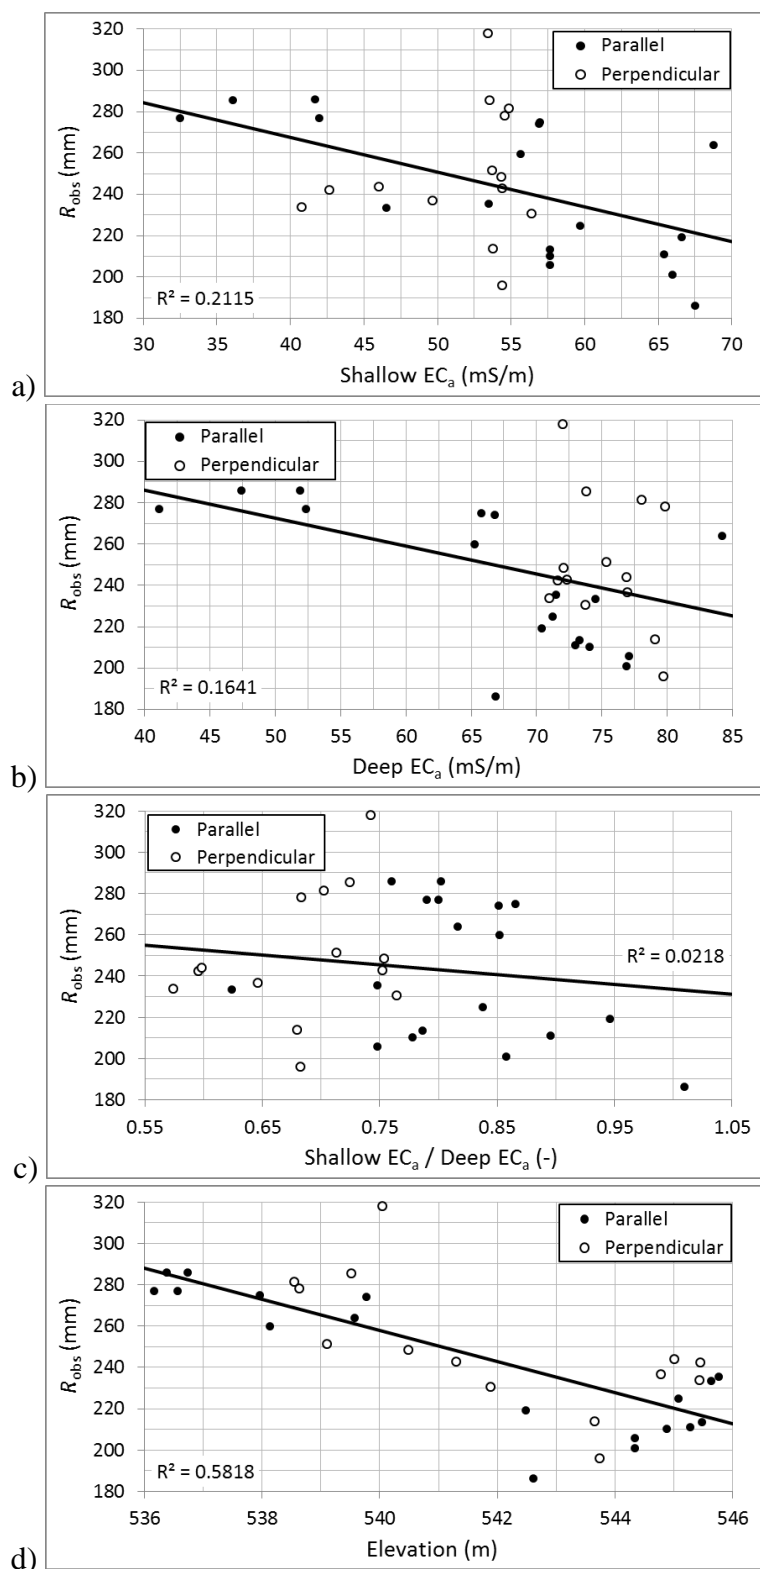 320
300
280
260
240
220
200
180
R_obs (mm)
Parallel
Perpendicular
R² = 0.2115
30 35 40 45 50 55 60 65 70
Shallow EC_a (mS/m)
a)
320
300
280
260
240
220
200
180
R_obs (mm)
Parallel
Perpendicular
R² = 0.1641
40 45 50 55 60 65 70 75 80 85
Deep EC_a (mS/m)
b)
320
300
280
260
240
220
200
180
R_obs (mm)
Parallel
Perpendicular
R² = 0.0218
0.55 0.65 0.75 0.85 0.95 1.05
Shallow EC_a / Deep EC_a (-)
c)
320
300
280
260
240
220
200
180
R_obs (mm)
Parallel
Perpendicular
R² = 0.5818
536 538 540 542 544 546
Elevation (m)
d)